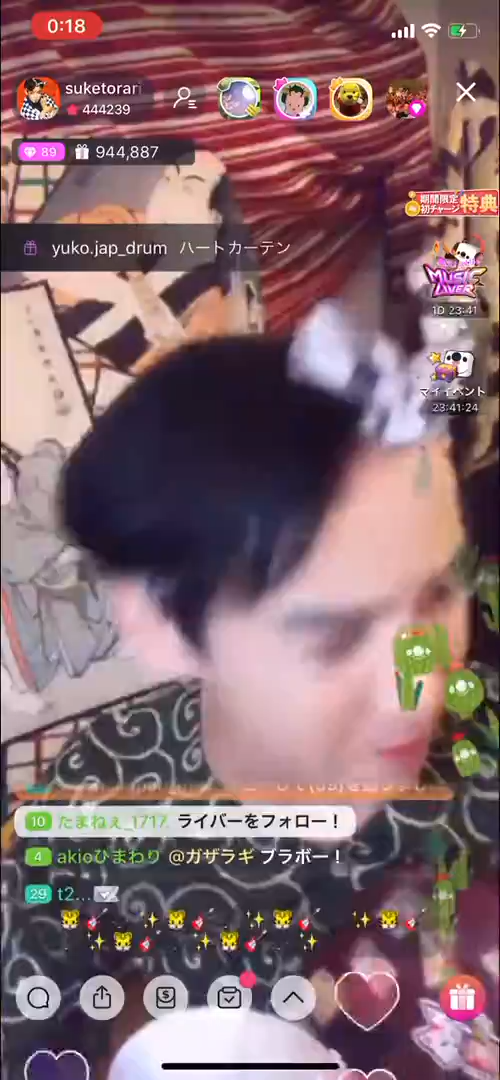 0:18
suketorar
444239
89 944,887
期間限定
初チャージ 特典
yuko.jap_drum ハートカーテン
MUSIC LIVER
1D 23:41
マイイベント
23:41:24
10 たまねぇ_1717. ライバーをフォロー！
4 akioひまわり @ガザラギ ブラボー！
29 t2...